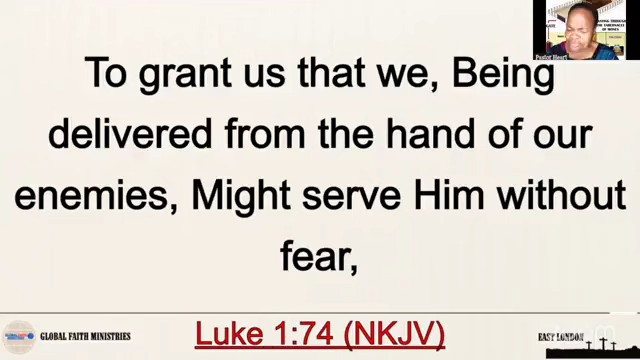 To grant us that we, Being
delivered from the hand of our
enemies, Might serve Him without
fear,
Pastor Heart
GLOBAL FAITH MINISTRIES
Luke 1:74 (NKJV)
EAST LONDON
zoom